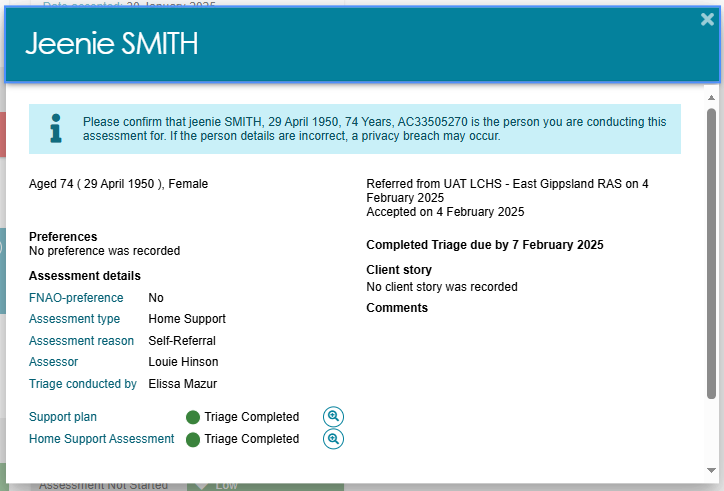 Date accepted: 28 January 2025
Jeenie SMITH
Please confirm that jeenie SMITH, 29 April 1950, 74 Years, AC33505270 is the person you are conducting this
assessment for. If the person details are incorrect, a privacy breach may occur.
Aged 74 ( 29 April 1950 ), Female
Referred from UAT LCHS - East Gippsland RAS on 4
February 2025
Accepted on 4 February 2025
Preferences
No preference was recorded
Completed Triage due by 7 February 2025
Assessment details
Client story
No client story was recorded
Comments
FNAO-preference No
Assessment type Home Support
Assessment reason Self-Referral
Assessor Louie Hinson
Triage conducted by Elissa Mazur
Support plan Triage Completed
Home Support Assessment Triage Completed
Assessment Not Started Low